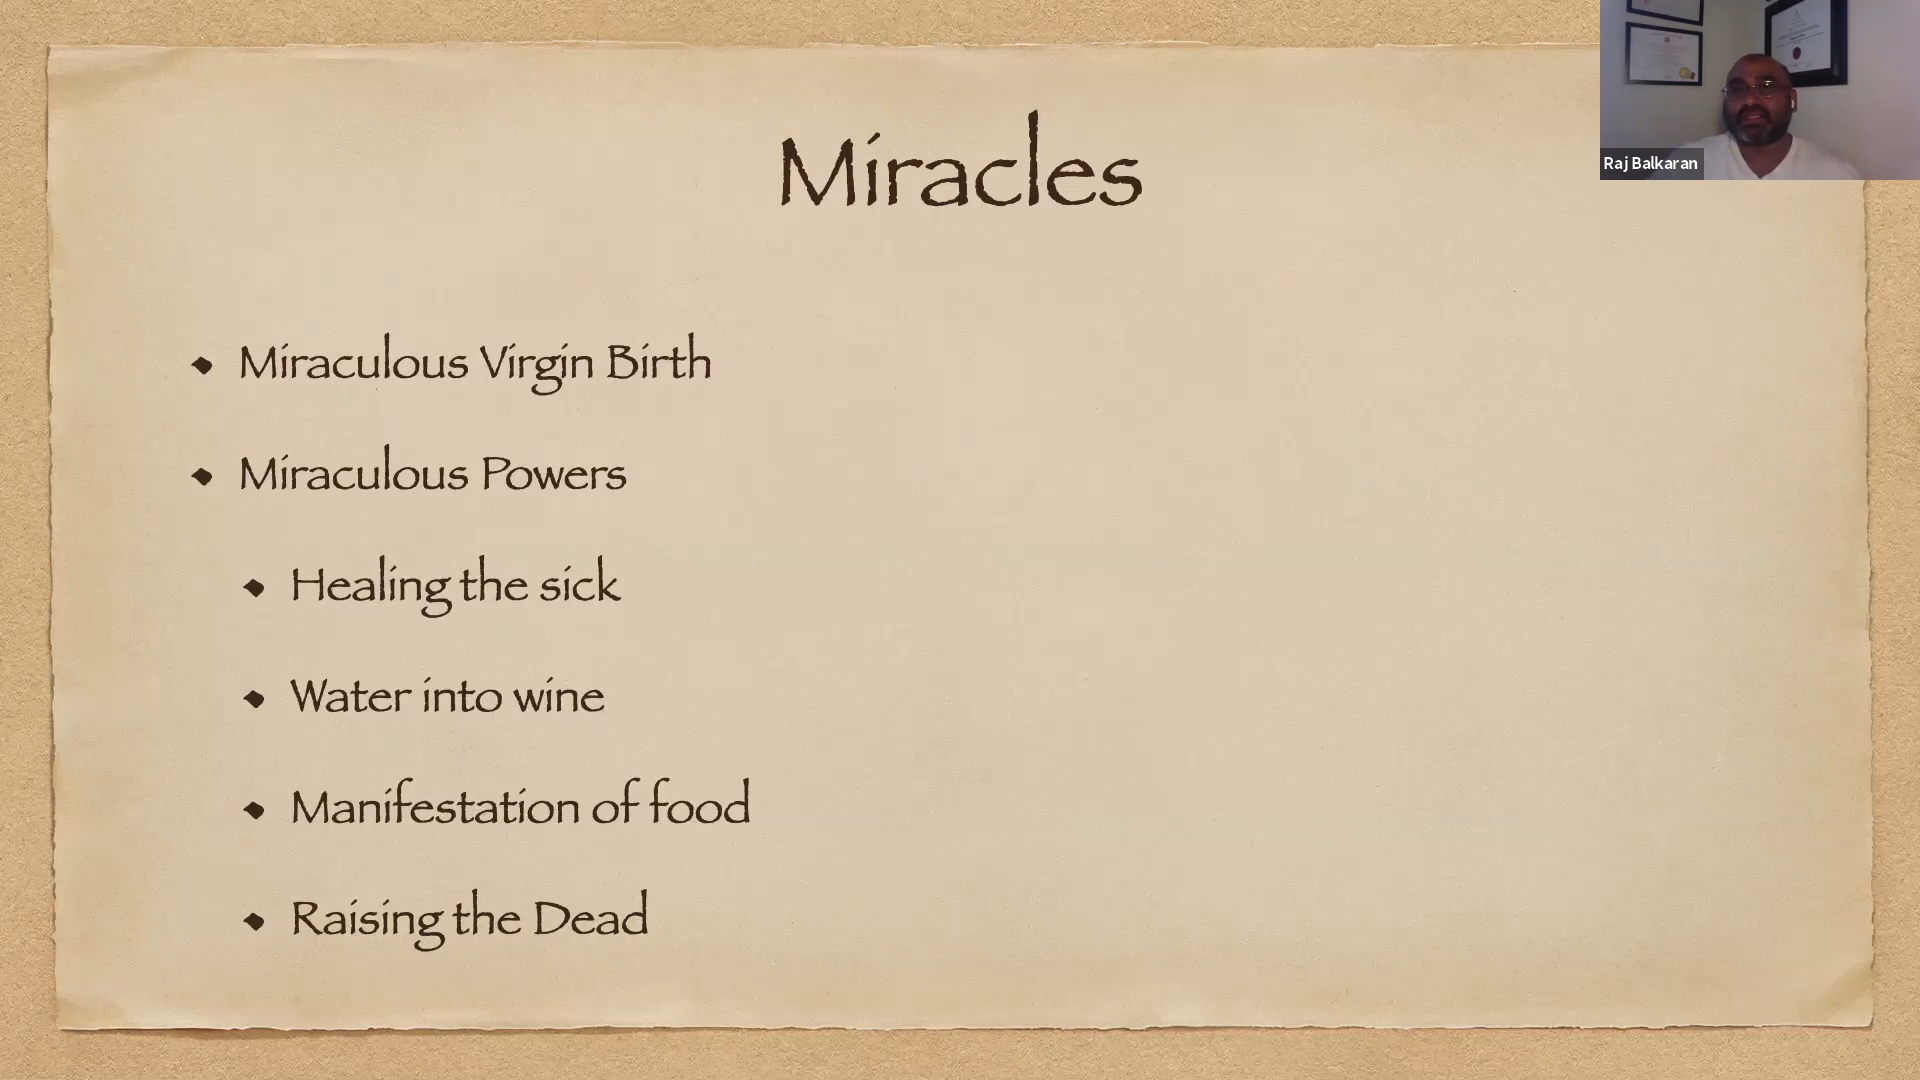 Miracles
Raj Balkaran
Miraculous Virgin Birth
Miraculous Powers
Healing the sick
Water into wine
Manifestation of food
Raising the Dead